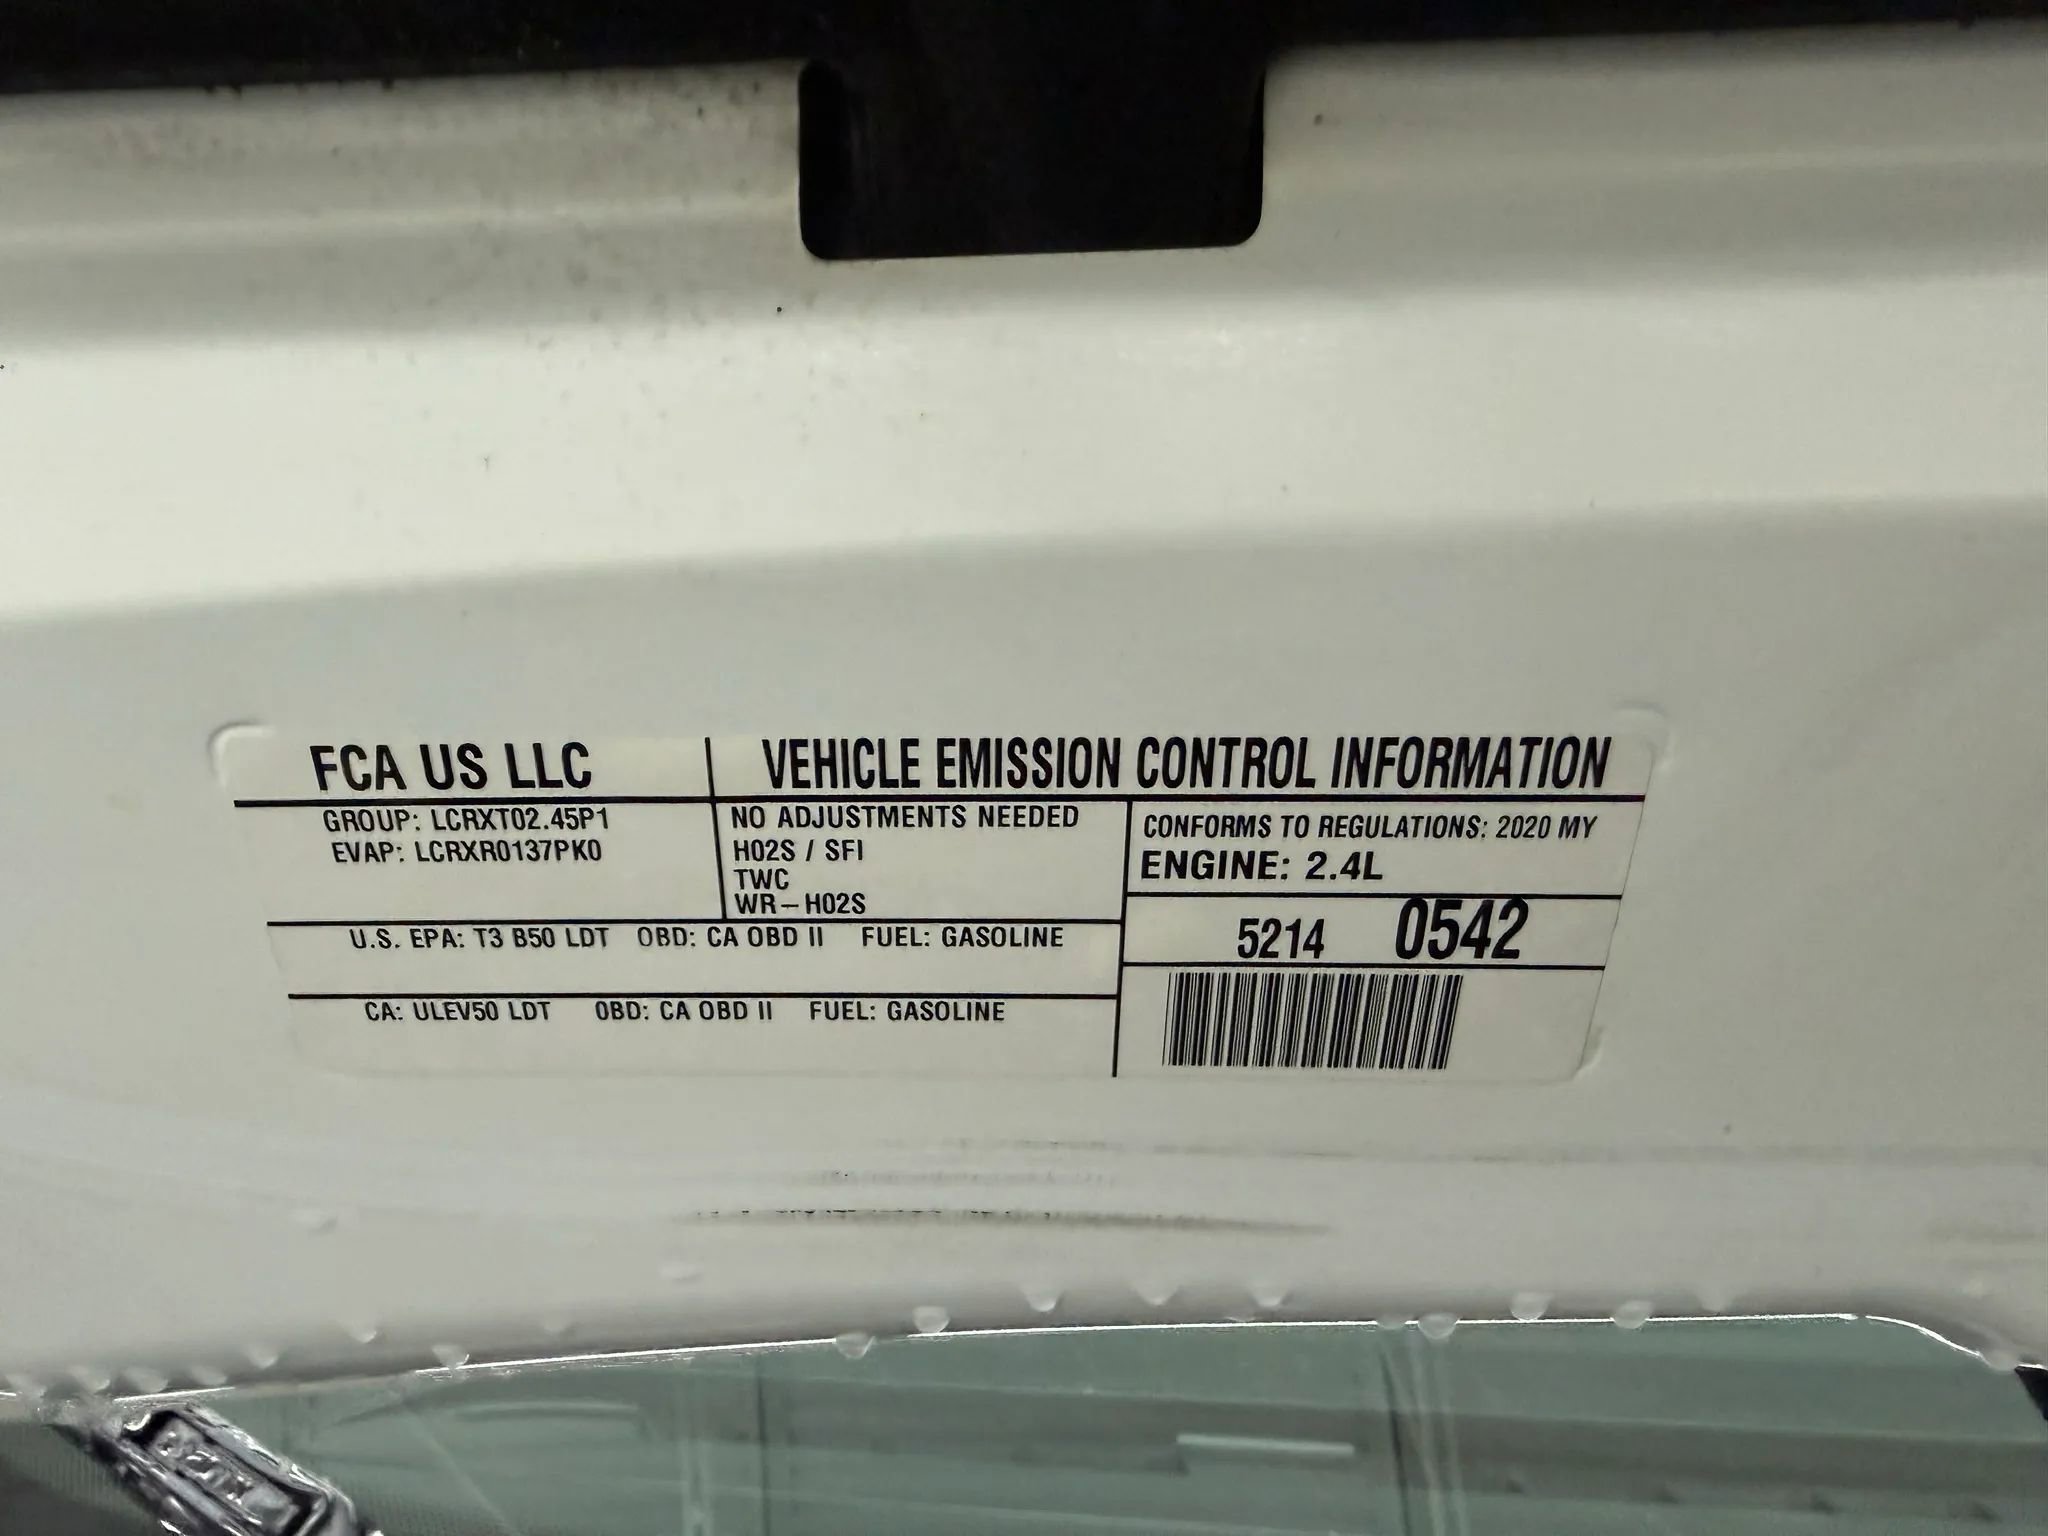 FCA US LLC
VEHICLE EMISSION CONTROL INFORMATION
GROUP: LCRXT02.45P1
EVAP: LCRXR0137PK0
NO ADJUSTMENTS NEEDED
H02S / SFI
TWC
WR-H02S
CONFORMS TO REGULATIONS: 2020 MY
ENGINE: 2.4L
5214 0542
U.S. EPA: T3 B50 LDT OBD: CA OBD II FUEL: GASOLINE
CA: ULEV50 LDT OBD: CA OBD II FUEL: GASOLINE